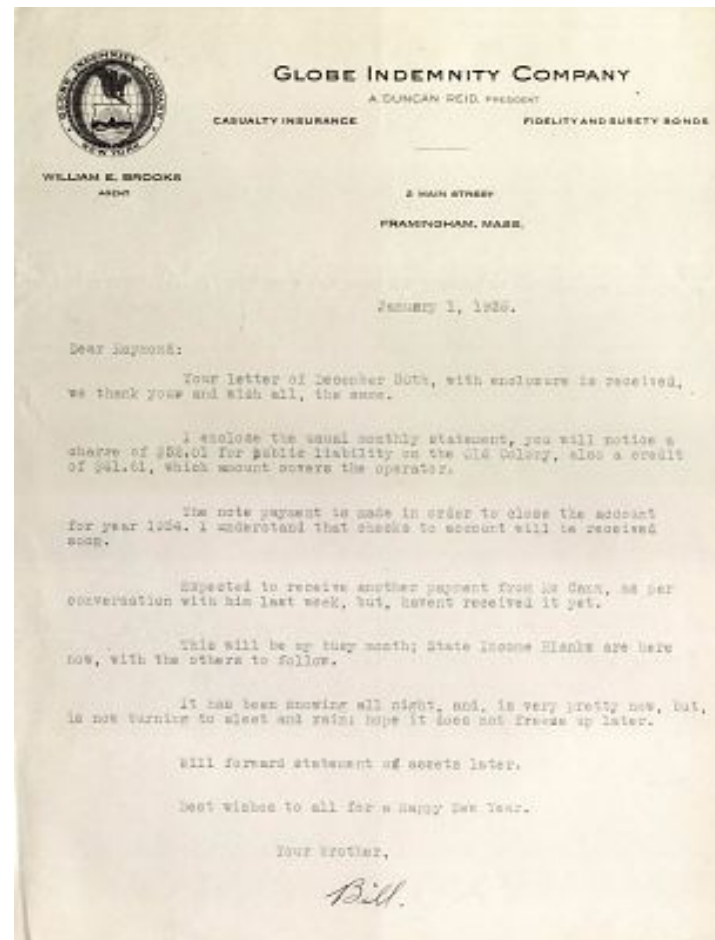 GLOBE INDEMNITY COMPANY
NEW YORK
GLOBE INDEMNITY COMPANY
A. DUNCAN REID, PRESIDENT
CASUALTY INSURANCE
FIDELITY AND SURETY BONDS
WILLIAM E. BROOKS
AGENT
2 MAIN STREET
FRAMINGHAM, MASS.
January 1,
Dear Raymond:
Your letter of December with enclosure is received,
we thank and wish all, the same.
I enclose the usual monthly statement, you will notice a
charge of for public liability on the Old Colony, also a credit
of which amount covers the operator.
The note payment is made in order to close the account
for year I understand that checks to account will be received
soon.
Expected to receive another payment from as per
conversation with him last week, but, havent received it yet.
This will be my busy month; State Income Blanks are here
now, with the others to follow.
It has been snowing all night, and, is very pretty now, but,
is now turning to sleet and rain; hope it does not freeze up later.
Will forward statement of assets later.
Best wishes to all for a Happy New Year.
Your Brother,
Bill.